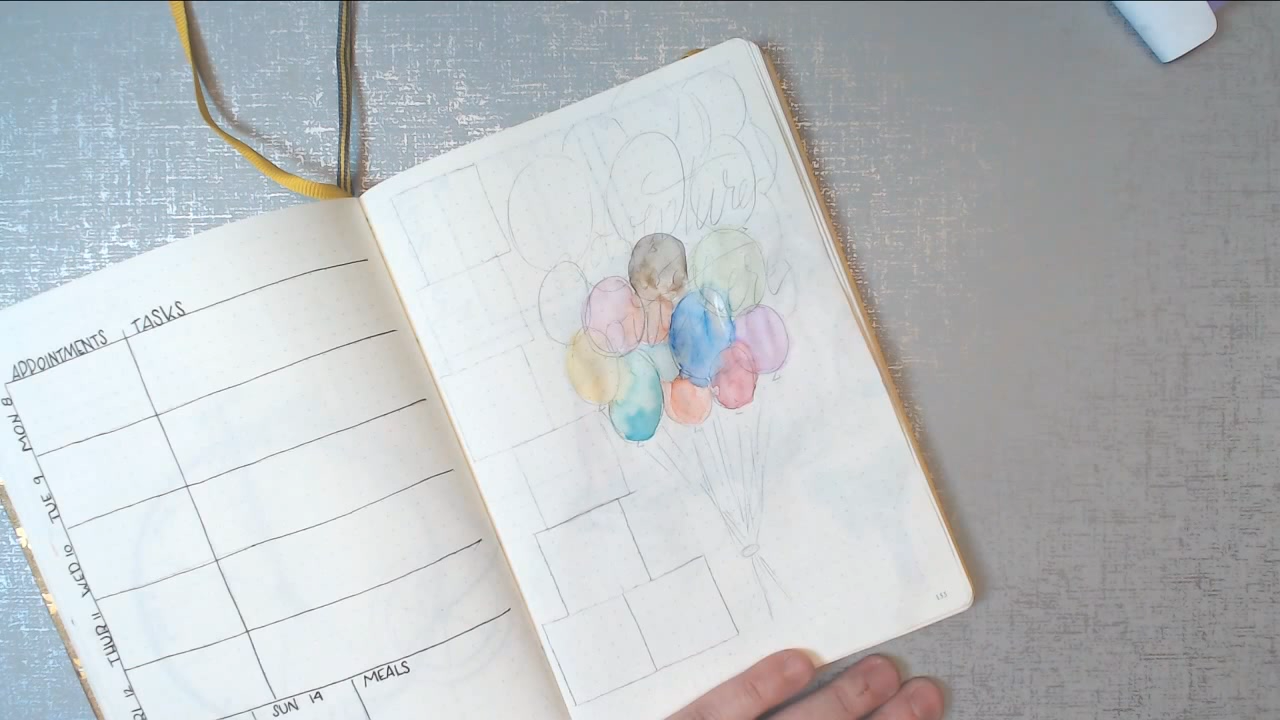 APPOINTMENTS TASKS
MON 8
TUE 9
WED 10
THUR 11
SUN 14 MEALS